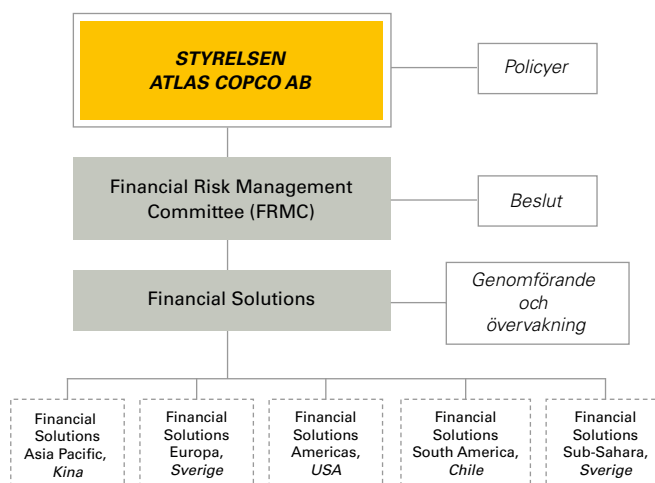 STYRELSEN
ATLAS COPCO AB
Policyer
Financial Risk Management
Committee (FRMC)
Beslut
Financial Solutions
Genomförande
och
övervakning
Financial
Solutions
Asia Pacific,
Kina
Financial
Solutions
Europa,
Sverige
Financial
Solutions
Americas,
USA
Financial
Solutions
South America,
Chile
Financial
Solutions
Sub-Sahara,
Sverige